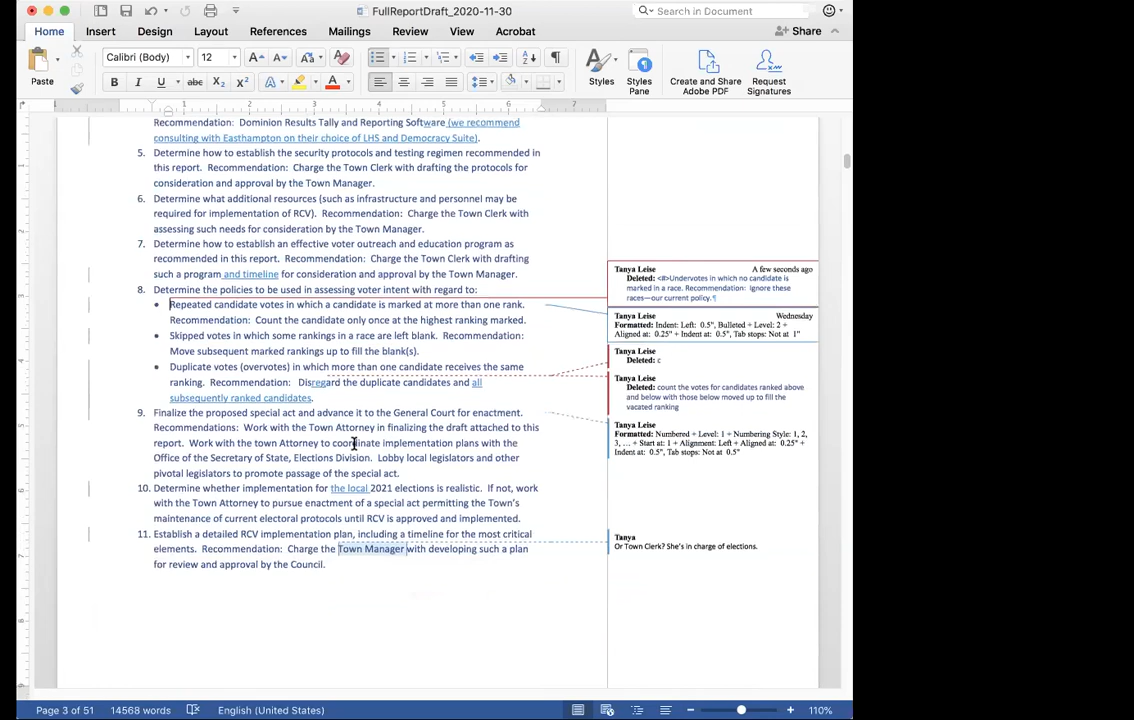 FullReportDraft_2020-11-30
Search in Document
Home Insert Design Layout References Mailings Review View Acrobat
Share
Paste
Calibri (Body)
12
Styles
Styles Pane
Create and Share Adobe PDF
Request Signatures
1 2 3 4 5 6 7
Recommendation: Dominion Results Tally and Reporting Software (we recommend
consulting with Easthampton on their choice of LHS and Democracy Suite).
5. Determine how to establish the security protocols and testing regimen recommended in
this report. Recommendation: Charge the Town Clerk with drafting the protocols for
consideration and approval by the Town Manager.
6. Determine what additional resources (such as infrastructure and personnel may be
required for implementation of RCV). Recommendation: Charge the Town Clerk with
assessing such needs for consideration by the Town Manager.
7. Determine how to establish an effective voter outreach and education program as
recommended in this report. Recommendation: Charge the Town Clerk with drafting
such a program and timeline for consideration and approval by the Town Manager.
8. Determine the policies to be used in assessing voter intent with regard to:
• Repeated candidate votes in which a candidate is marked at more than one rank.
Recommendation: Count the candidate only once at the highest ranking marked.
• Skipped votes in which some rankings in a race are left blank. Recommendation:
Move subsequent marked rankings up to fill the blank(s).
• Duplicate votes (overvotes) in which more than one candidate receives the same
ranking. Recommendation: Disregard the duplicate candidates and all
subsequently ranked candidates.
9. Finalize the proposed special act and advance it to the General Court for enactment.
Recommendations: Work with the Town Attorney in finalizing the draft attached to this
report. Work with the town Attorney to coordinate implementation plans with the
Office of the Secretary of State, Elections Division. Lobby local legislators and other
pivotal legislators to promote passage of the special act.
10. Determine whether implementation for the local 2021 elections is realistic. If not, work
with the Town Attorney to pursue enactment of a special act permitting the Town's
maintenance of current electoral protocols until RCV is approved and implemented.
11. Establish a detailed RCV implementation plan, including a timeline for the most critical
elements. Recommendation: Charge the Town Manager with developing such a plan
for review and approval by the Council.
Tanya Leise A few seconds ago
Deleted: <#>Undervotes in which no candidate is
marked in a race. Recommendation: Ignore these
races—our current policy.¶
Tanya Leise Wednesday
Formatted: Indent: Left: 0.5", Bulleted + Level: 2 +
Aligned at: 0.25" + Indent at: 0.5", Tab stops: Not at 1"
Tanya Leise
Deleted: c
Tanya Leise
Deleted: count the votes for candidates ranked above
and below with those below moved up to fill the
vacated ranking
Tanya Leise
Formatted: Numbered + Level: 1 + Numbering Style: 1, 2,
3, … + Start at: 1 + Alignment: Left + Aligned at: 0.25" +
Indent at: 0.5", Tab stops: Not at 0.5"
Tanya
Or Town Clerk? She's in charge of elections.
Page 3 of 51 14568 words English (United States) 110%